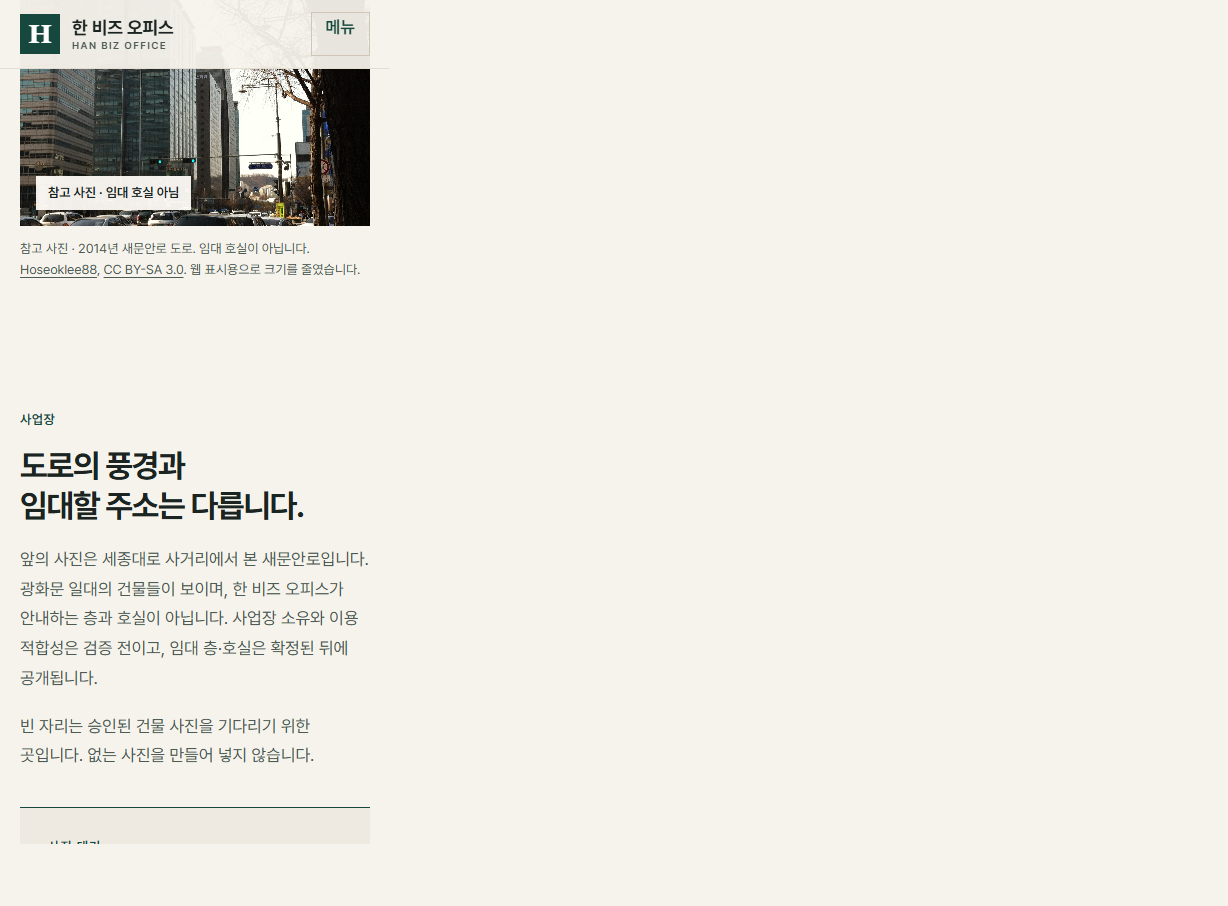 H
한 비즈 오피스
HAN BIZ OFFICE
메뉴
참고 사진 · 임대 호실 아님
참고 사진 · 2014년 새문안로 도로. 임대 호실이 아닙니다.
Hoseoklee88, CC BY-SA 3.0. 웹 표시용으로 크기를 줄였습니다.
사업장
도로의 풍경과
임대할 주소는 다릅니다.
앞의 사진은 세종대로 사거리에서 본 새문안로입니다.
광화문 일대의 건물들이 보이며, 한 비즈 오피스가
안내하는 층과 호실이 아닙니다. 사업장 소유와 이용
적합성은 검증 전이고, 임대 층·호실은 확정된 뒤에
공개됩니다.
빈 자리는 승인된 건물 사진을 기다리기 위한
곳입니다. 없는 사진을 만들어 넣지 않습니다.